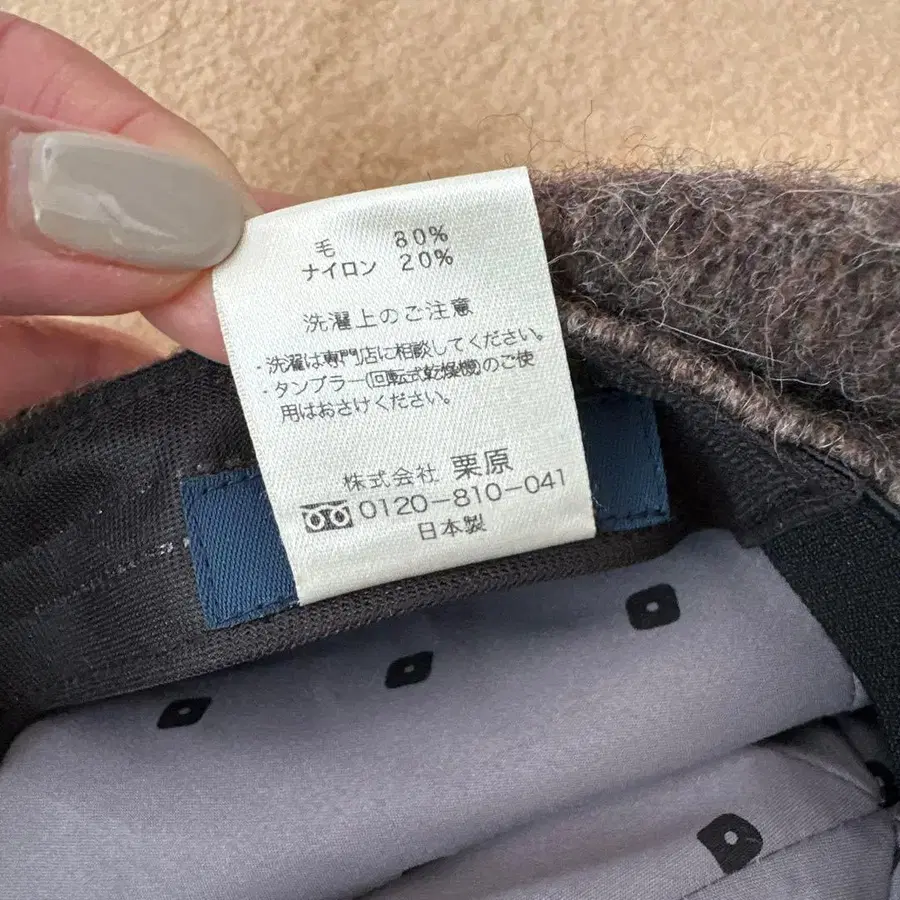 毛 80%
ナイロン 20%
洗濯上のご注意
・洗濯は専門店に相談してください。
・タンブラー(回転式乾燥機)のご使
用はおさけください。
株式会社 栗原
0120-810-041
日本製